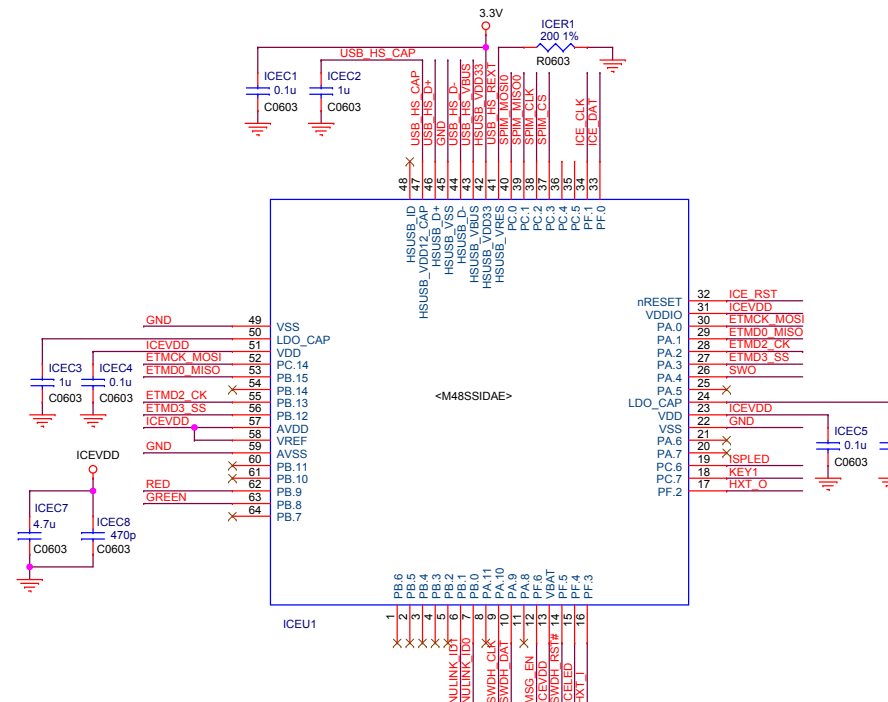 3.3V
ICER1
200 1%
R0603
USB_HS_CAP
ICEC1
0.1u
C0603
ICEC2
1u
C0603
USB_HS_CAP
USB_HS_D+
GND
USB_HS_D-
USB_HS_VBUS
HSUSB_VDD33
USB_HS_REXT
SPIM_MOSI0
SPIM_MISO0
SPIM_CLK
SPIM_CS
ICE_CLK
ICE_DAT
48
47
46
45
44
43
42
41
40
39
38
37
36
35
34
33
HSUSB_ID
HSUSB_VDD12_CAP
HSUSB_D+
HSUSB_VSS
HSUSB_D-
HSUSB_VBUS
HSUSB_VDD33
HSUSB_VRES
PC.0
PC.1
PC.2
PC.3
PC.4
PC.5
PF.1
PF.0
GND 49 VSS
50 LDO_CAP
ICEVDD 51 VDD
ETMCK_MOSI 52 PC.14
ETMD0_MISO 53 PB.15
54 PB.14
ETMD2_CK 55 PB.13
ETMD3_SS 56 PB.12
ICEVDD 57 AVDD
58 VREF
GND 59 AVSS
60 PB.11
61 PB.10
RED 62 PB.9
GREEN 63 PB.8
64 PB.7
ICEC3
1u
C0603
ICEC4
0.1u
C0603
ICEVDD
ICEC7
4.7u
C0603
ICEC8
470p
C0603
<M48SSIDAE>
nRESET 32 ICE_RST
VDDIO 31 ICEVDD
PA.0 30 ETMCK_MOSI
PA.1 29 ETMD0_MISO
PA.2 28 ETMD2_CK
PA.3 27 ETMD3_SS
PA.4 26 SWO
PA.5 25
LDO_CAP 24
VDD 23 ICEVDD
VSS 22 GND
PA.6 21
PA.7 20
PC.6 19 ISPLED
PC.7 18 KEY1
PF.2 17 HXT_O
ICEC5
0.1u
C0603
PB.6
PB.5
PB.4
PB.3
PB.2
PB.1
PB.0
PA.11
PA.10
PA.9
PA.8
PF.6
VBAT
PF.5
PF.4
PF.3
ICEU1
1
2
3
4
5
6
7
8
9
10
11
12
13
14
15
16
NULINK_ID1
NULINK_ID0
SWDH_CLK
SWDH_DAT
MSG_EN
ICEVDD
SWDH_RST#
ICELED
HXT_I